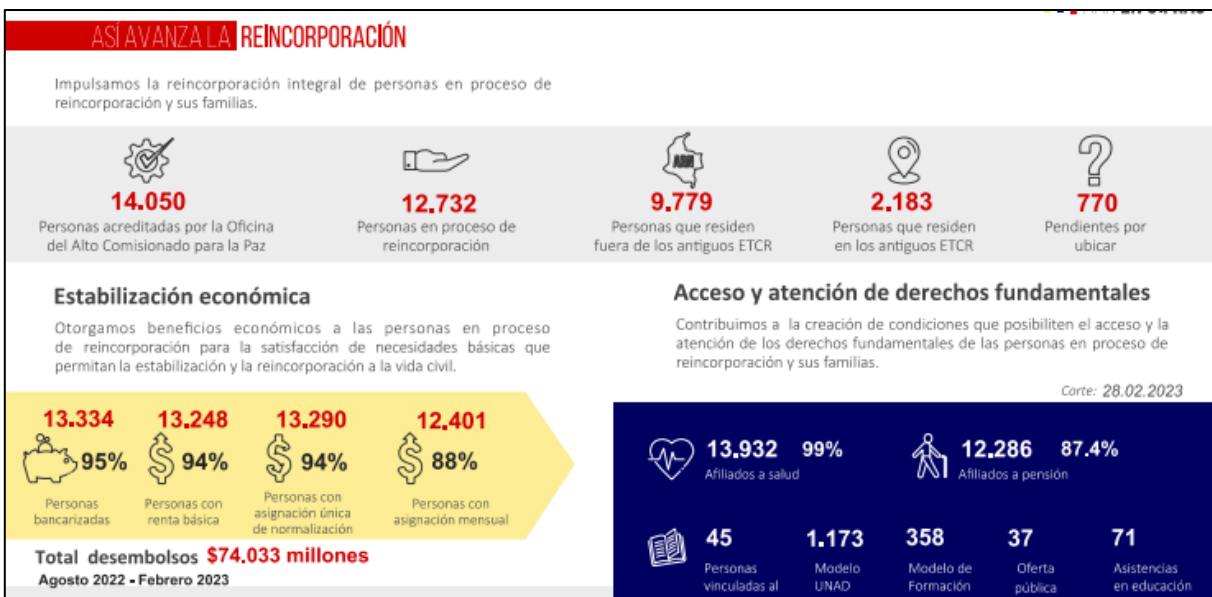 ASÍ AVANZA LA REINCORPORACIÓN
Impulsamos la reincorporación integral de personas en proceso de
reincorporación y sus familias.
14.050
Personas acreditadas por la Oficina
del Alto Comisionado para la Paz
12.732
Personas en proceso de
reincorporación
ARN
9.779
Personas que residen
fuera de los antiguos ETCR
2.183
Personas que residen
en los antiguos ETCR
770
Pendientes por
ubicar
Estabilización económica
Otorgamos beneficios económicos a las personas en proceso
de reincorporación para la satisfacción de necesidades básicas que
permitan la estabilización y la reincorporación a la vida civil.
13.334
95%
Personas
bancarizadas
13.248
94%
Personas con
renta básica
13.290
94%
Personas con
asignación única
de normalización
12.401
88%
Personas con
asignación mensual
Total desembolsos $74.033 millones
Agosto 2022 - Febrero 2023
Acceso y atención de derechos fundamentales
Contribuimos a la creación de condiciones que posibiliten el acceso y la
atención de los derechos fundamentales de las personas en proceso de
reincorporación y sus familias.
Corte: 28.02.2023
13.932 99%
Afiliados a salud
12.286 87.4%
Afiliados a pensión
45
Personas
vinculadas al
1.173
Modelo
UNAD
358
Modelo de
Formación
37
Oferta
pública
71
Asistencias
en educación